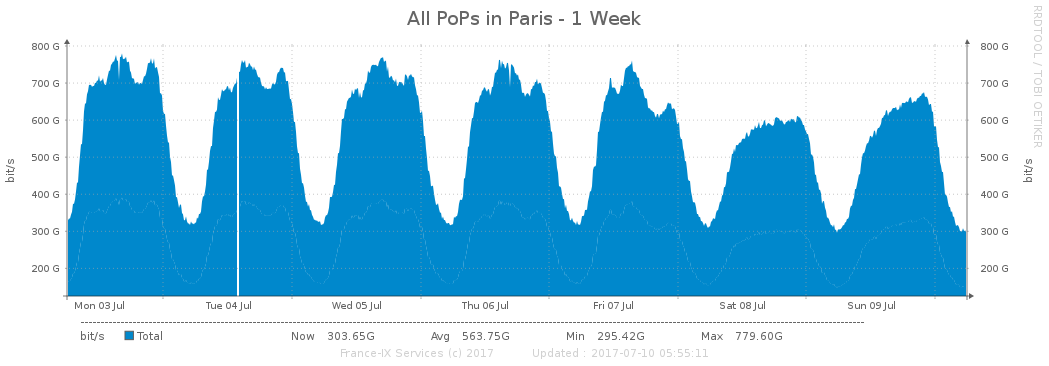 All PoPs in Paris - 1 Week
RRDTOOL / TOBI OETIKER
800 G 800 G
700 G 700 G
600 G 600 G
500 G 500 G
400 G 400 G
300 G 300 G
200 G 200 G
bit/s
bit/s
Mon 03 Jul Tue 04 Jul Wed 05 Jul Thu 06 Jul Fri 07 Jul Sat 08 Jul Sun 09 Jul
bit/s Total Now 303.65G Avg 563.75G Min 295.42G Max 779.60G
France-IX Services (c) 2017 Updated : 2017-07-10 05:55:11